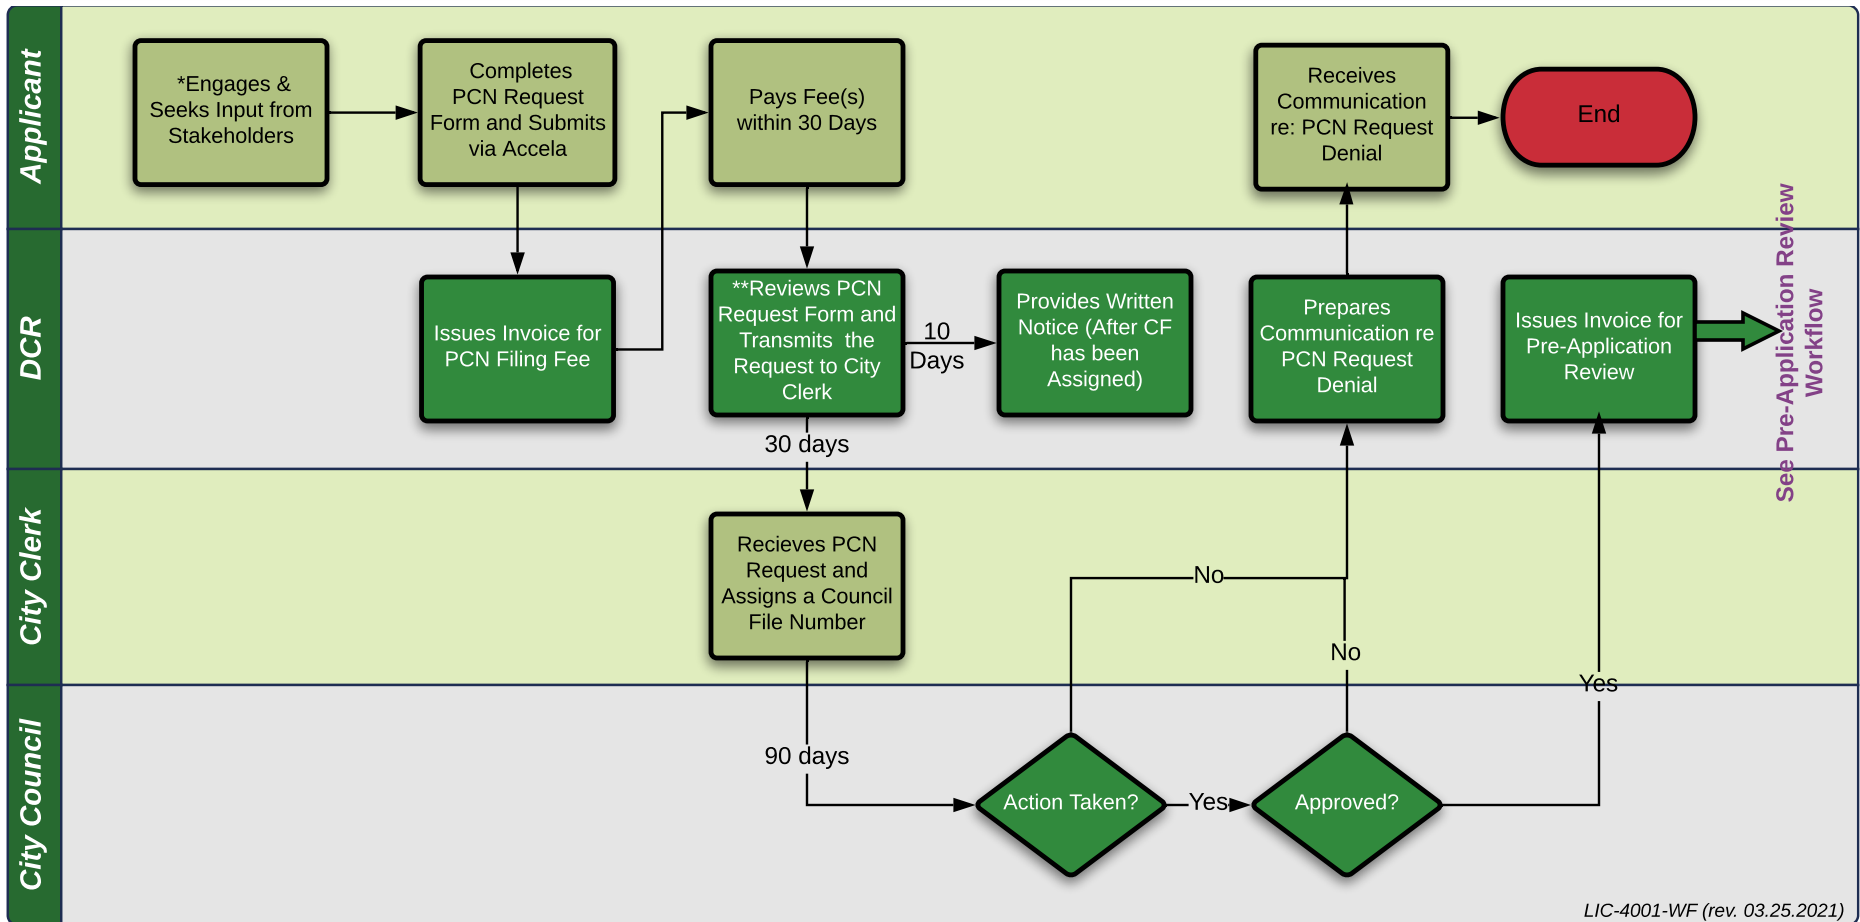 Applicant
*Engages &
Seeks Input from
Stakeholders
Completes
PCN Request
Form and Submits
via Accela
Pays Fee(s)
within 30 Days
Receives
Communication
re: PCN Request
Denial
End
DCR
Issues Invoice for
PCN Filing Fee
**Reviews PCN
Request Form and
Transmits the
Request to City
Clerk
10
Days
Provides Written
Notice (After CF
has been
Assigned)
Prepares
Communication re
PCN Request
Denial
Issues Invoice for
Pre-Application
Review
See Pre-Application Review
Workflow
30 days
City Clerk
Recieves PCN
Request and
Assigns a Council
File Number
No
No
Yes
City Council
90 days
Action Taken?
Yes
Approved?
LIC-4001-WF (rev. 03.25.2021)